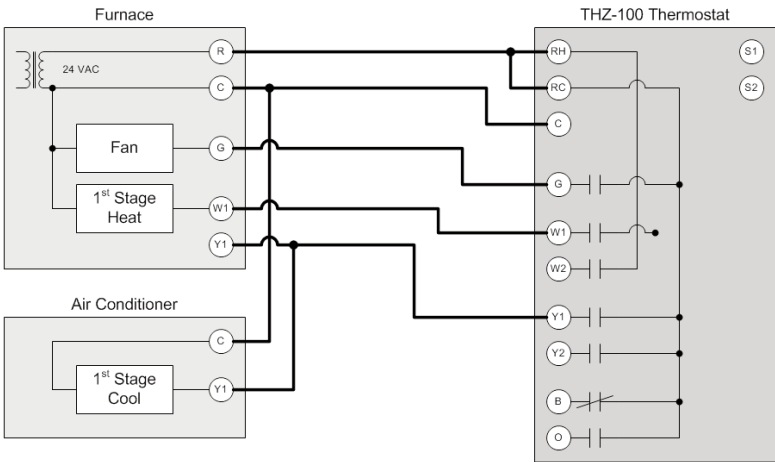 Furnace
THZ-100 Thermostat
R
24 VAC
C
Fan
G
1st Stage
Heat
W1
Y1
Air Conditioner
C
1st Stage
Cool
Y1
RH
S1
RC
S2
C
G
W1
W2
Y1
Y2
B
O